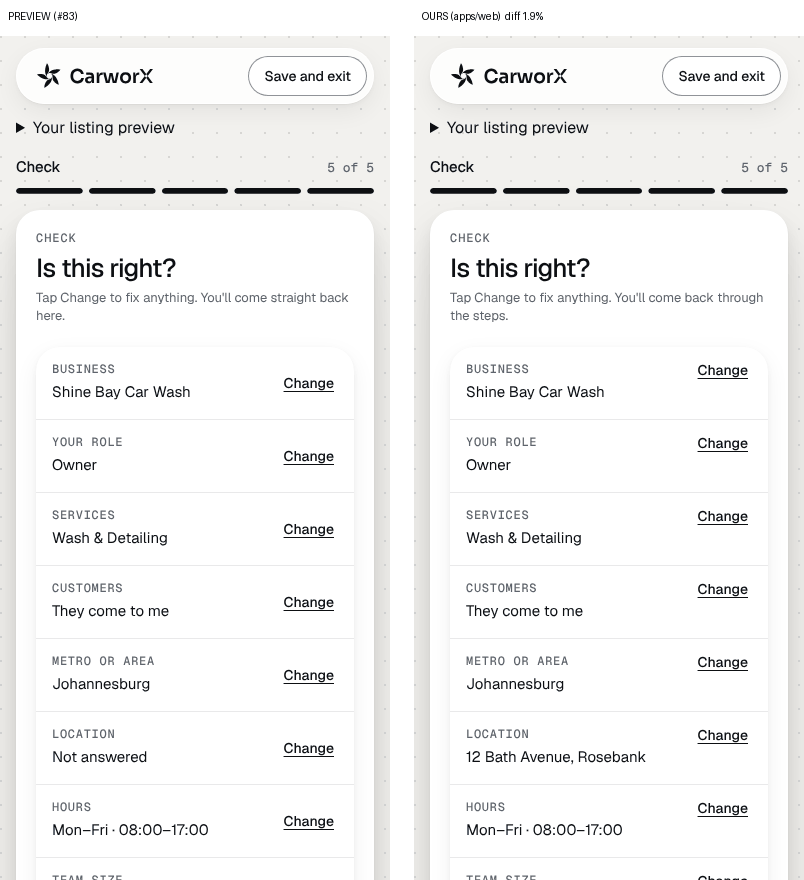 PREVIEW (#83)
CarworX
Save and exit
Your listing preview
Check
5 of 5
CHECK
Is this right?
Tap Change to fix anything. You'll come straight back
here.
BUSINESS
Shine Bay Car Wash
Change
YOUR ROLE
Owner
Change
SERVICES
Wash & Detailing
Change
CUSTOMERS
They come to me
Change
METRO OR AREA
Johannesburg
Change
LOCATION
Not answered
Change
HOURS
Mon–Fri · 08:00–17:00
Change
TEAM SIZE
OURS (apps/web) diff 1.9%
CarworX
Save and exit
Your listing preview
Check
5 of 5
CHECK
Is this right?
Tap Change to fix anything. You'll come back through
the steps.
BUSINESS
Shine Bay Car Wash
Change
YOUR ROLE
Owner
Change
SERVICES
Wash & Detailing
Change
CUSTOMERS
They come to me
Change
METRO OR AREA
Johannesburg
Change
LOCATION
12 Bath Avenue, Rosebank
Change
HOURS
Mon–Fri · 08:00–17:00
Change
TEAM SIZE
Change